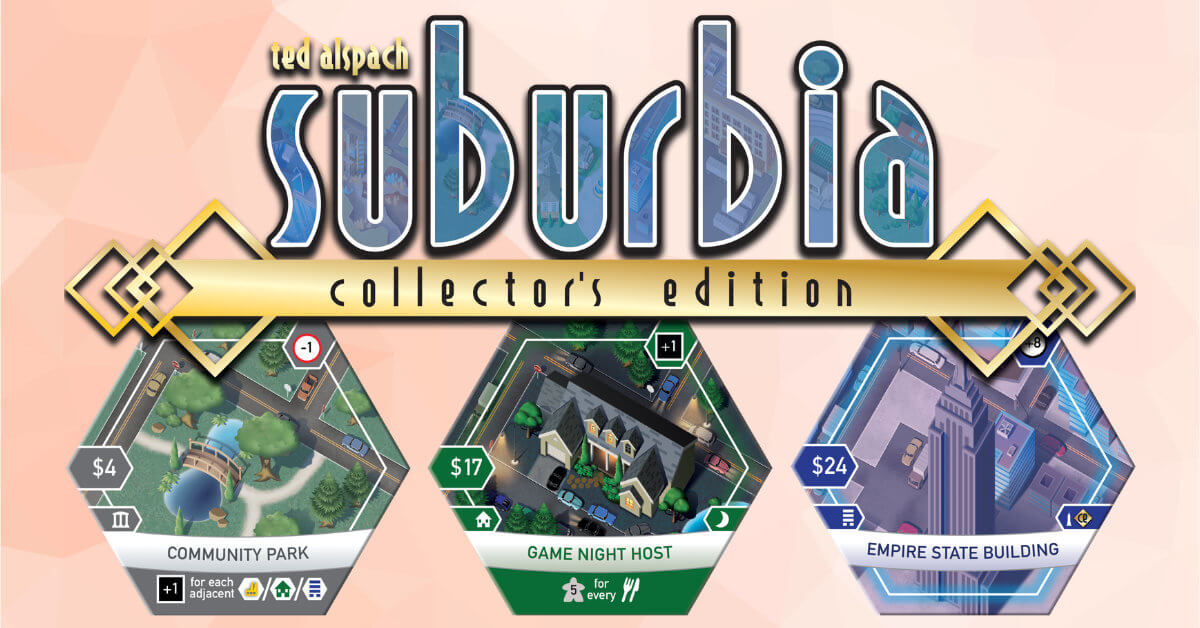 ted alspach
suburbia
collector's edition
-1
+1
+8
$4
$17
$24
CP
COMMUNITY PARK
GAME NIGHT HOST
EMPIRE STATE BUILDING
+1 for each
adjacent / /
5 for
every